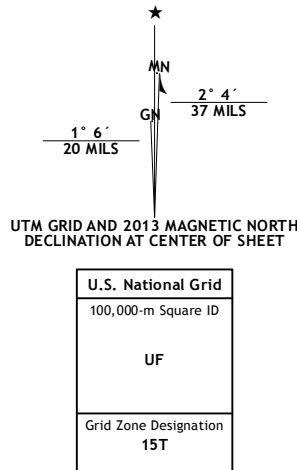 MN
GN
2° 4´
37 MILS
1° 6´
20 MILS
UTM GRID AND 2013 MAGNETIC NORTH
DECLINATION AT CENTER OF SHEET
U.S. National Grid
100,000-m Square ID
UF
Grid Zone Designation
15T